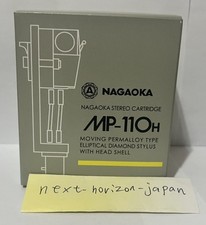 NAGAOKA
NAGAOKA STEREO CARTRIDGE
MP-110H
MOVING PERMALLOY TYPE
ELLIPTICAL DIAMOND STYLUS
WITH HEAD SHELL
next-horizon-japan